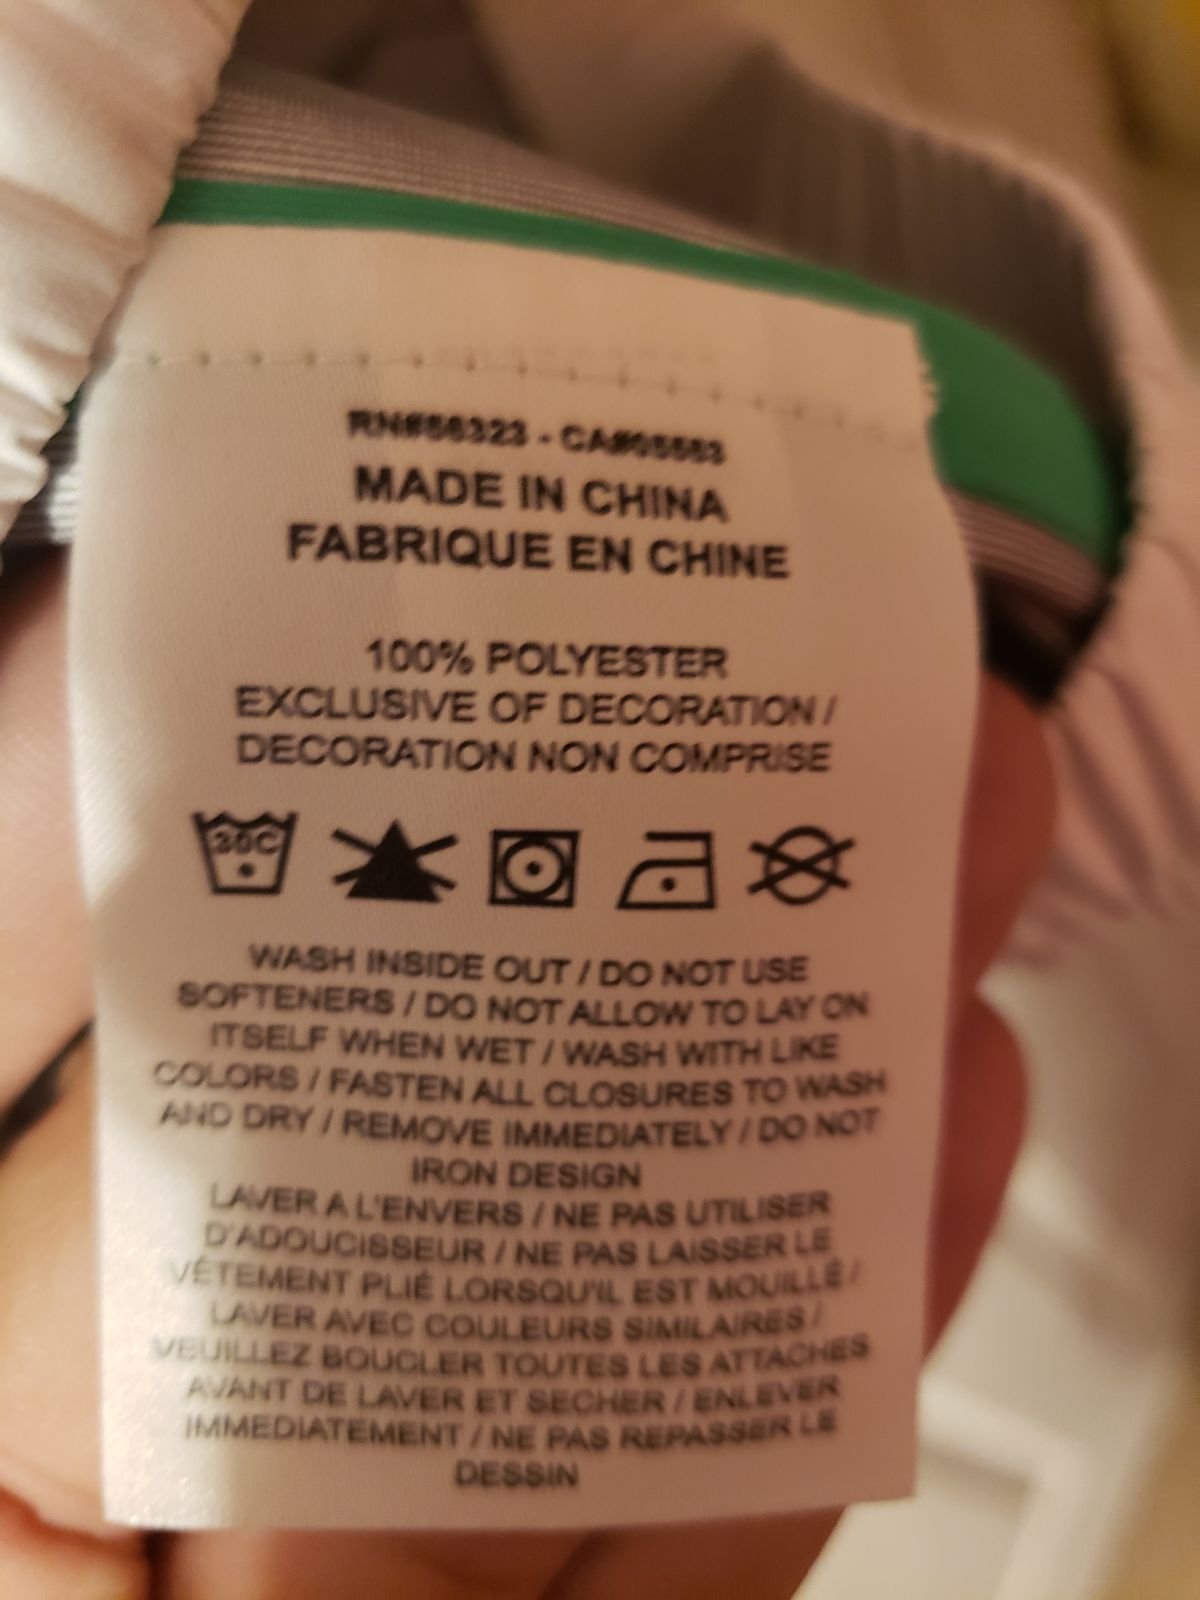 RN#56323 - CA#05553
MADE IN CHINA
FABRIQUE EN CHINE
100% POLYESTER
EXCLUSIVE OF DECORATION /
DECORATION NON COMPRISE
30C
WASH INSIDE OUT / DO NOT USE
SOFTENERS / DO NOT ALLOW TO LAY ON
ITSELF WHEN WET / WASH WITH LIKE
COLORS / FASTEN ALL CLOSURES TO WASH
AND DRY / REMOVE IMMEDIATELY / DO NOT
IRON DESIGN
LAVER A L'ENVERS / NE PAS UTILISER
D'ADOUCISSEUR / NE PAS LAISSER LE
VÊTEMENT PLIÉ LORSQU'IL EST MOUILLÉ /
LAVER AVEC COULEURS SIMILAIRES /
VEUILLEZ BOUCLER TOUTES LES ATTACHES
AVANT DE LAVER ET SECHER / ENLEVER
IMMEDIATEMENT / NE PAS REPASSER LE
DESSIN